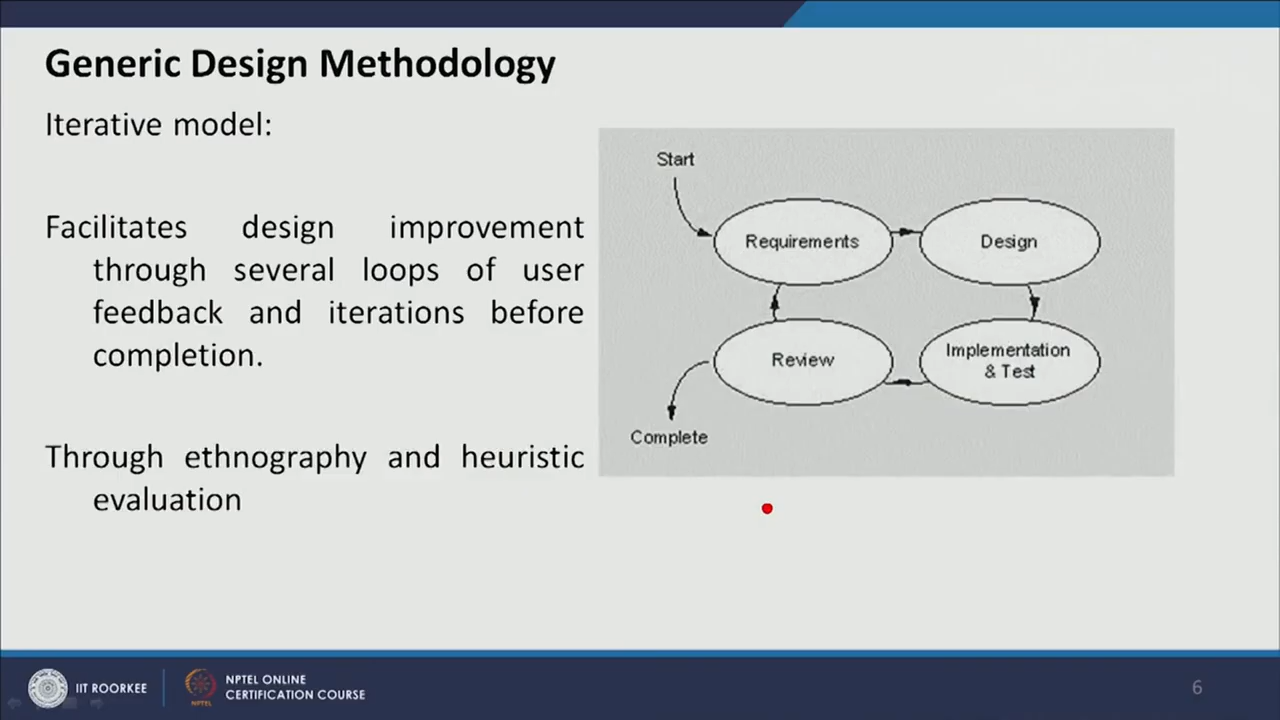 Generic Design Methodology
Iterative model:
Facilitates design improvement
through several loops of user
feedback and iterations before
completion.
Through ethnography and heuristic
evaluation
Start
Requirements
Design
Review
Implementation
& Test
Complete
IIT ROORKEE
NPTEL
NPTEL ONLINE
CERTIFICATION COURSE
6